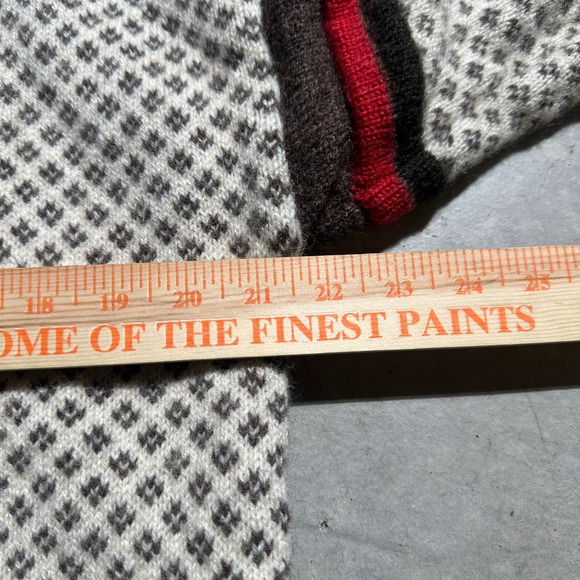 18 19 20 21 22 23 24 25
OME OF THE FINEST PAINTS